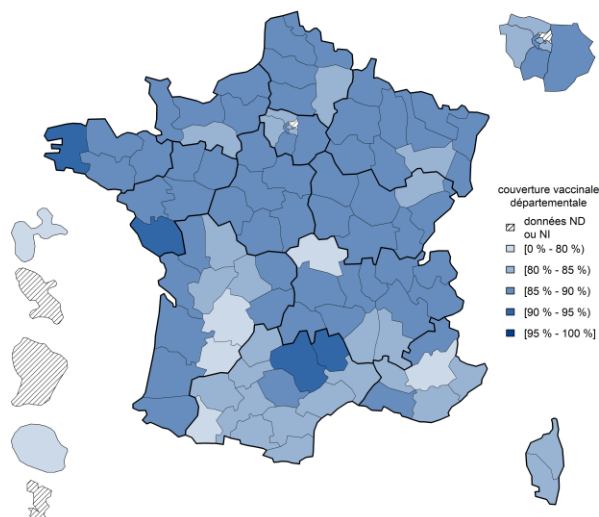 couverture vaccinale
départementale
données ND
ou NI
[0 % - 80 %)
[80 % - 85 %)
[85 % - 90 %)
[90 % - 95 %)
[95 % - 100 %]